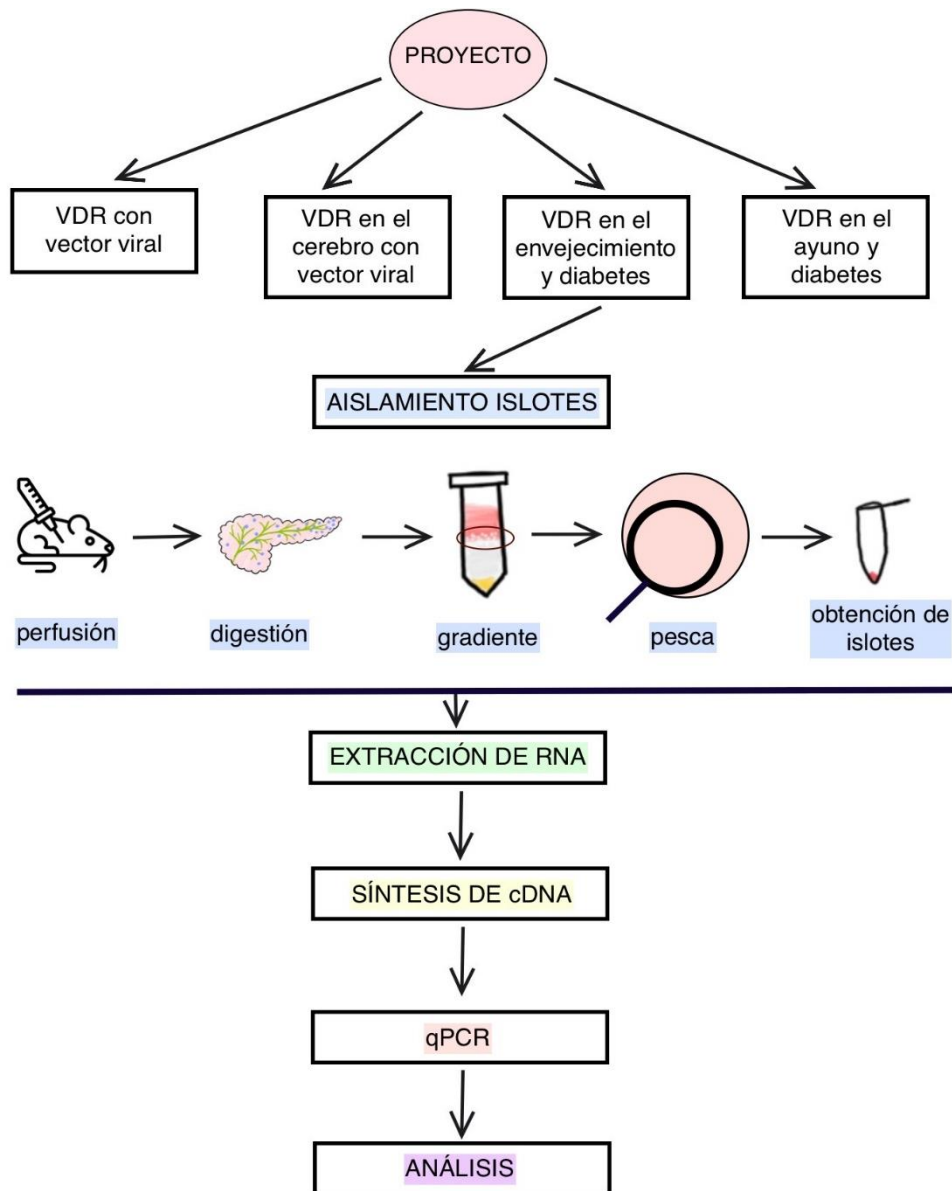 PROYECTO
VDR con
vector viral
VDR en el
cerebro con
vector viral
VDR en el
envejecimiento
y diabetes
VDR en el
ayuno y
diabetes
AISLAMIENTO ISLOTES
perfusión
digestión
gradiente
pesca
obtención de
islotes
EXTRACCIÓN DE RNA
SÍNTESIS DE cDNA
qPCR
ANÁLISIS